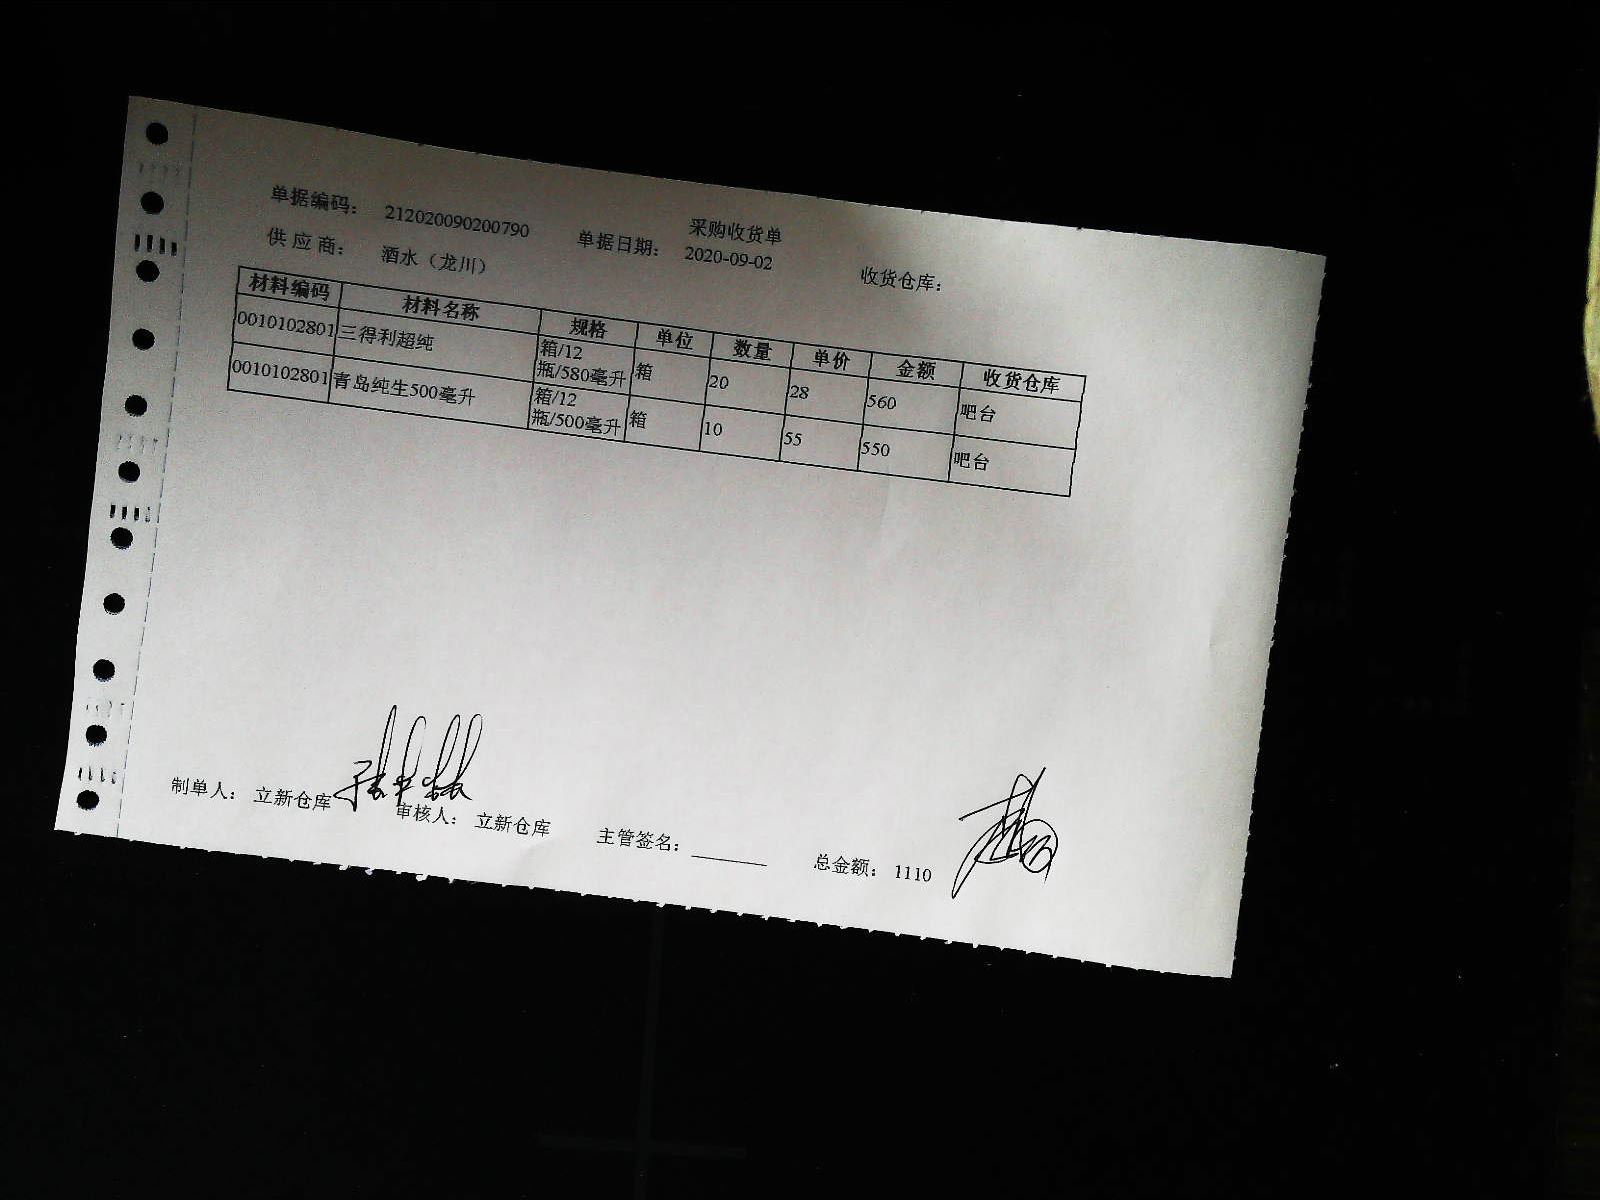 采购收货单
单据编码： 212020090200790 单据日期： 2020-09-02 收货仓库：
供 应 商： 酒水（龙川）
材料编码 材料名称 规格 单位 数量 单价 金额 收货仓库
0010102801 三得利超纯 箱/12 瓶/580毫升 箱 20 28 560 吧台
0010102801 青岛纯生500毫升 箱/12 瓶/500毫升 箱 10 55 550 吧台
制单人： 立新仓库 审核人： 立新仓库 主管签名： 总金额： 1110